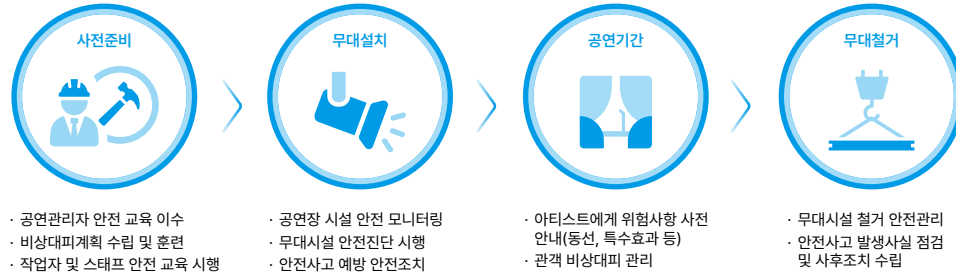 사전준비
· 공연관리자 안전 교육 이수
· 비상대피계획 수립 및 훈련
· 작업자 및 스태프 안전 교육 시행
무대설치
· 공연장 시설 안전 모니터링
· 무대시설 안전진단 시행
· 안전사고 예방 안전조치
공연기간
· 아티스트에게 위험사항 사전
안내(동선, 특수효과 등)
· 관객 비상대피 관리
무대철거
· 무대시설 철거 안전관리
· 안전사고 발생사실 점검
및 사후조치 수립